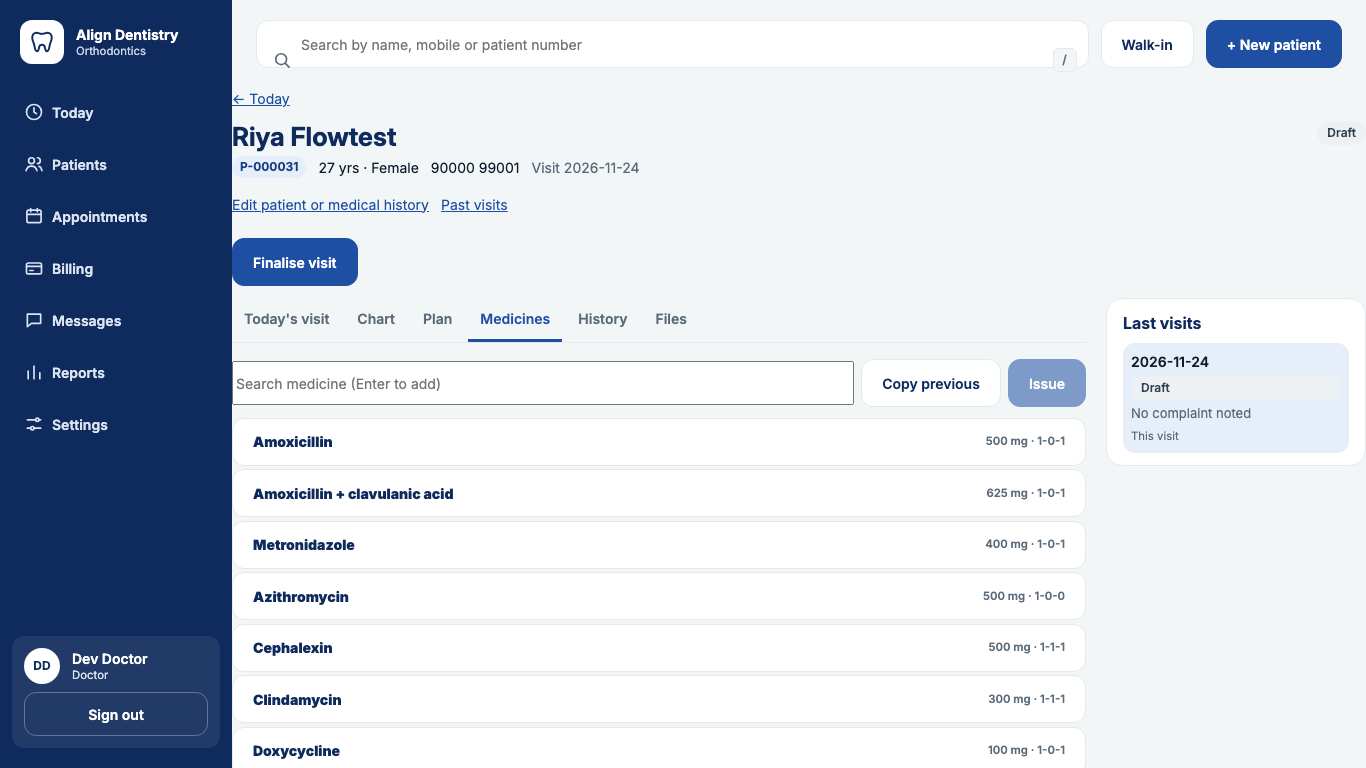 Align Dentistry
Orthodontics
Today
Patients
Appointments
Billing
Messages
Reports
Settings
DD
Dev Doctor
Doctor
Sign out
Search by name, mobile or patient number
/
Walk-in
+ New patient
← Today
Riya Flowtest
Draft
P-000031 27 yrs · Female 90000 99001 Visit 2026-11-24
Edit patient or medical history Past visits
Finalise visit
Today's visit Chart Plan Medicines History Files
Search medicine (Enter to add)
Copy previous
Issue
Amoxicillin 500 mg · 1-0-1
Amoxicillin + clavulanic acid 625 mg · 1-0-1
Metronidazole 400 mg · 1-0-1
Azithromycin 500 mg · 1-0-0
Cephalexin 500 mg · 1-1-1
Clindamycin 300 mg · 1-1-1
Doxycycline 100 mg · 1-0-1
Last visits
2026-11-24
Draft
No complaint noted
This visit